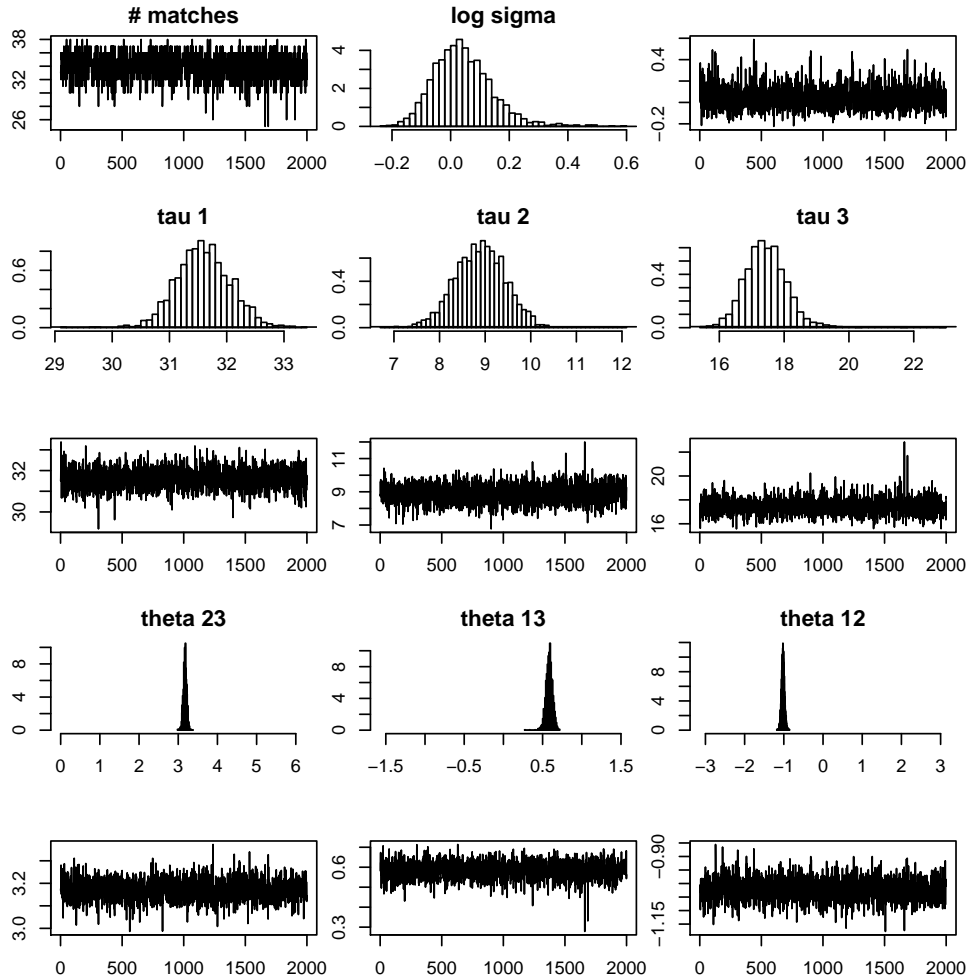 # matches
log sigma
38
32
26
0 500 1000 1500 2000
4
2
0
−0.2 0.0 0.2 0.4 0.6
0.4
−0.2
0 500 1000 1500 2000
tau 1
tau 2
tau 3
0.6
0.0
29 30 31 32 33
0.4
0.0
7 8 9 10 11 12
0.4
0.0
16 18 20 22
32
30
0 500 1000 1500 2000
11
9
7
0 500 1000 1500 2000
20
16
0 500 1000 1500 2000
theta 23
theta 13
theta 12
8
4
0
0 1 2 3 4 5 6
8
4
0
−1.5 −0.5 0.5 1.5
8
4
0
−3 −2 −1 0 1 2 3
3.2
3.0
0 500 1000 1500 2000
0.6
0.3
0 500 1000 1500 2000
−0.90
−1.15
0 500 1000 1500 2000